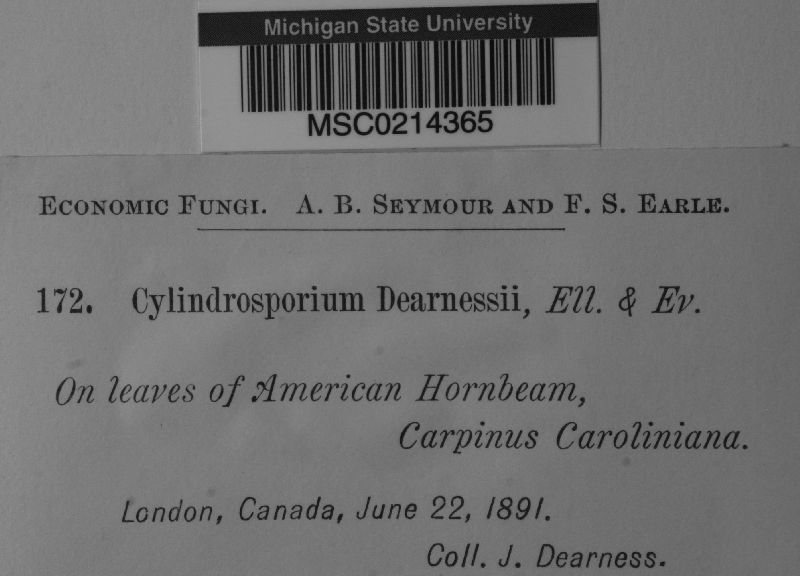 Michigan State University
MSC0214365
Economic Fungi. A. B. Seymour and F. S. Earle.
172. Cylindrosporium Dearnessii, Ell. & Ev.
On leaves of American Hornbeam,
Carpinus Caroliniana.
London, Canada, June 22, 1891.
Coll. J. Dearness.